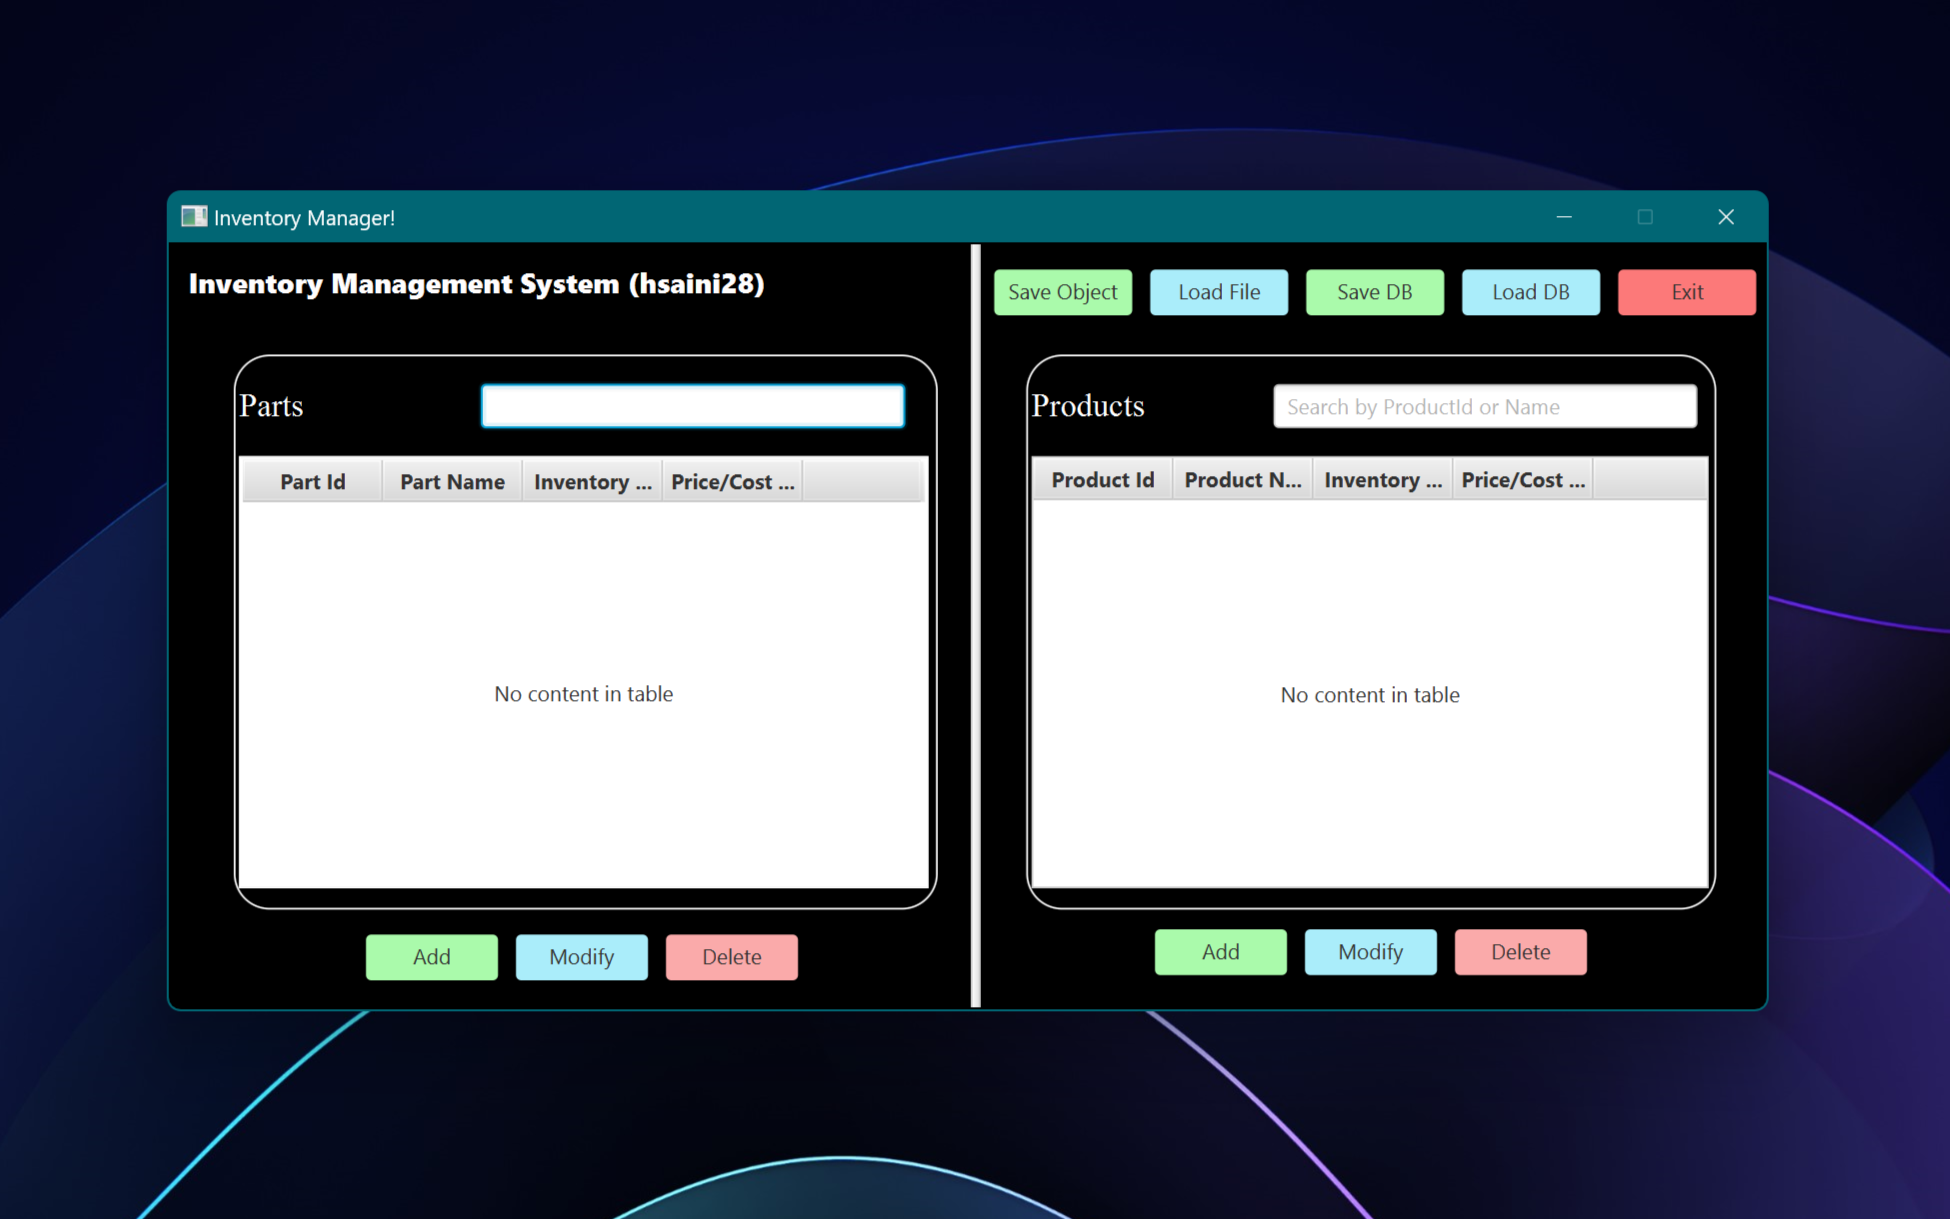 Inventory Manager!
Inventory Management System (hsaini28)
Save Object
Load File
Save DB
Load DB
Exit
Parts
Part Id
Part Name
Inventory ...
Price/Cost ...
No content in table
Add
Modify
Delete
Products
Search by ProductId or Name
Product Id
Product N...
Inventory ...
Price/Cost ...
No content in table
Add
Modify
Delete